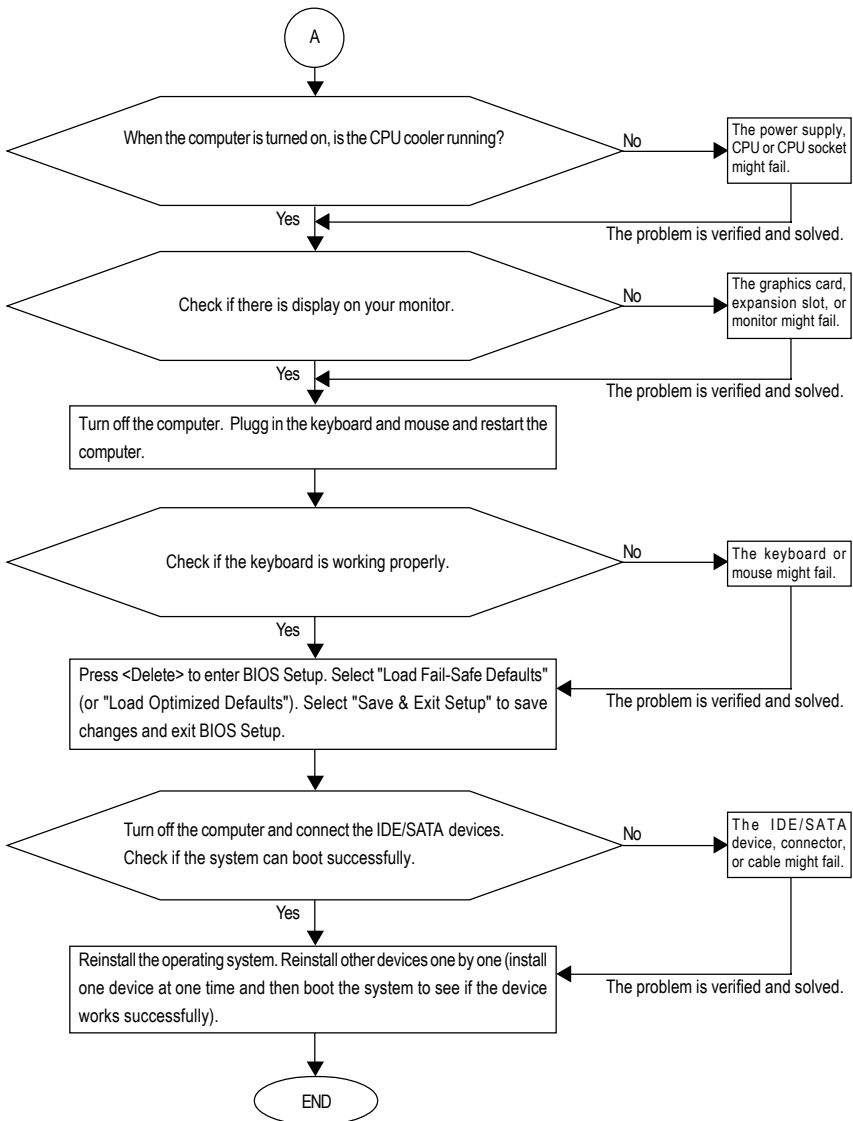 A
When the computer is turned on, is the CPU cooler running?
No
The power supply,
CPU or CPU socket
might fail.
Yes
The problem is verified and solved.
Check if there is display on your monitor.
No
The graphics card,
expansion slot, or
monitor might fail.
Yes
The problem is verified and solved.
Turn off the computer. Plugg in the keyboard and mouse and restart the
computer.
Check if the keyboard is working properly.
No
The keyboard or
mouse might fail.
Yes
Press <Delete> to enter BIOS Setup. Select "Load Fail-Safe Defaults"
(or "Load Optimized Defaults"). Select "Save & Exit Setup" to save
changes and exit BIOS Setup.
The problem is verified and solved.
Turn off the computer and connect the IDE/SATA devices.
Check if the system can boot successfully.
No
The IDE/SATA
device, connector,
or cable might fail.
Yes
Reinstall the operating system. Reinstall other devices one by one (install
one device at one time and then boot the system to see if the device
works successfully).
The problem is verified and solved.
END